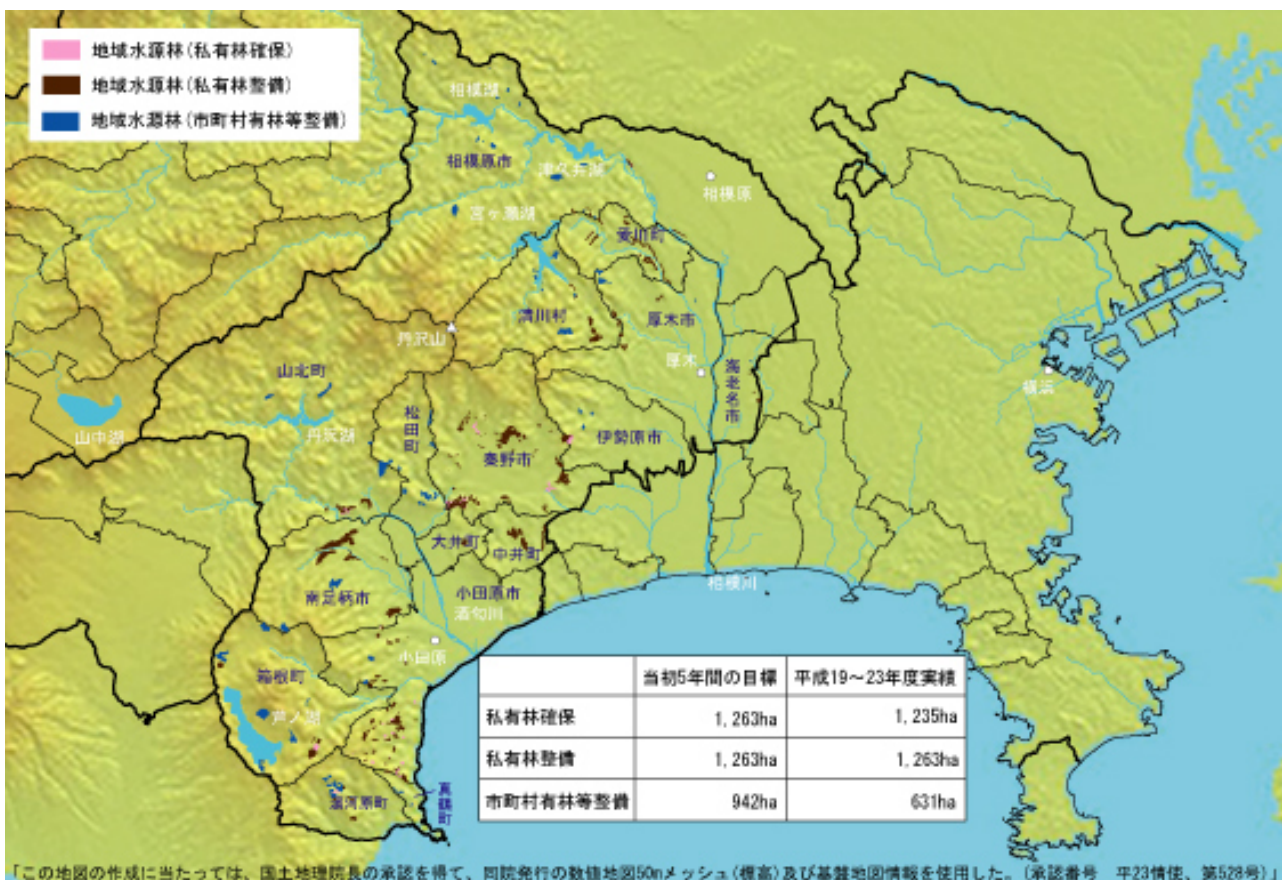 地域水源林(私有林確保)
地域水源林(私有林整備)
地域水源林(市町村有林等整備)
相模湖
相模原市
津久井湖
相模原
宮ヶ瀬湖
愛川町
清川村
厚木市
丹沢山
厚木
海老名市
横浜
山北町
松田町
山中湖
丹沢湖
伊勢原市
秦野市
大井町
中井町
相模川
南足柄市
小田原市
酒匂川
小田原
箱根町
芦ノ湖
湯河原町
真鶴町
当初5年間の目標 平成19～23年度実績
私有林確保 1,263ha 1,235ha
私有林整備 1,263ha 1,263ha
市町村有林等整備 942ha 631ha
「この地図の作成に当たっては、国土地理院長の承認を得て、同院発行の数値地図50mメッシュ(標高)及び基盤地図情報を使用した。(承認番号 平23情使、第528号)」